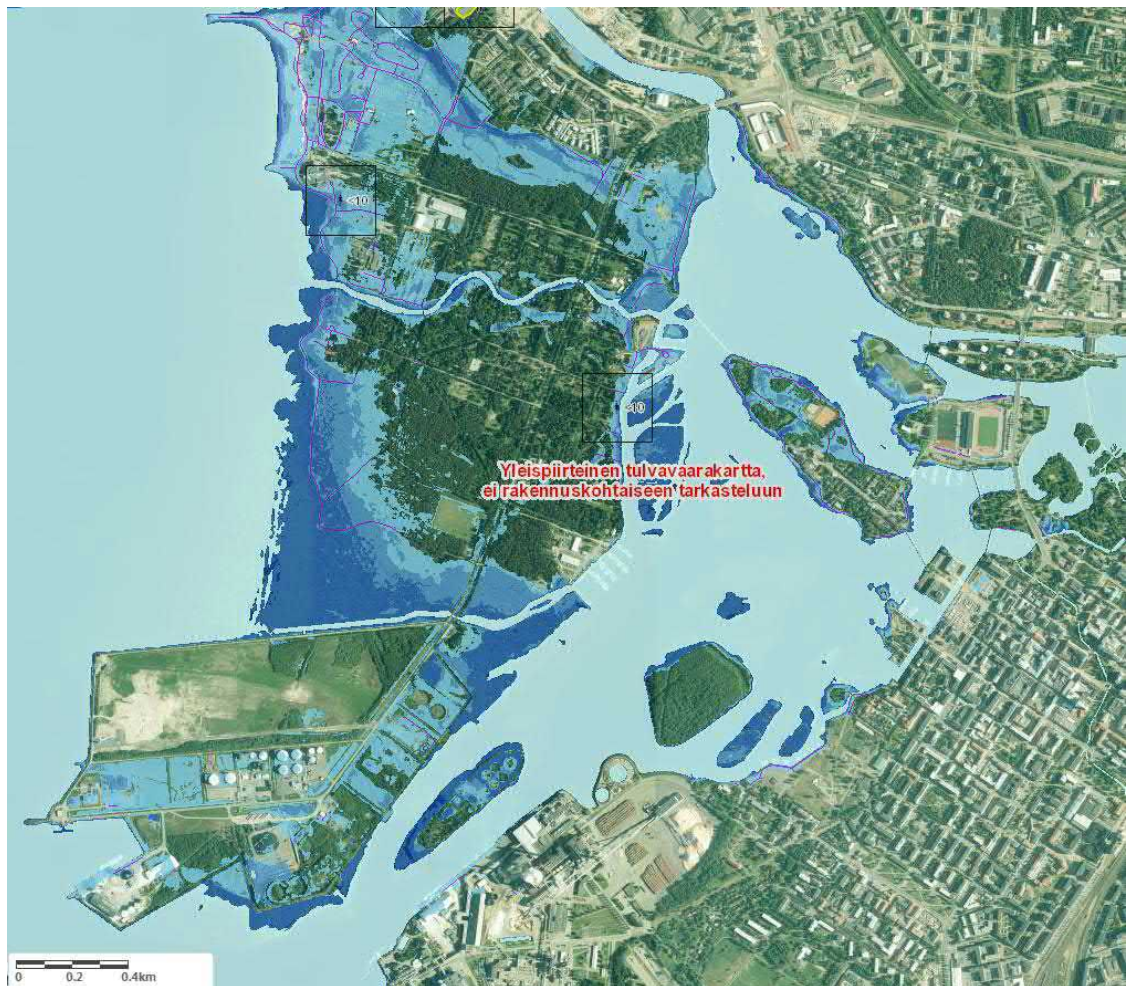 <10
<10
Yleispiirteinen tulvavaarakartta,
ei rakennuskohtaiseen tarkasteluun
0 0.2 0.4km